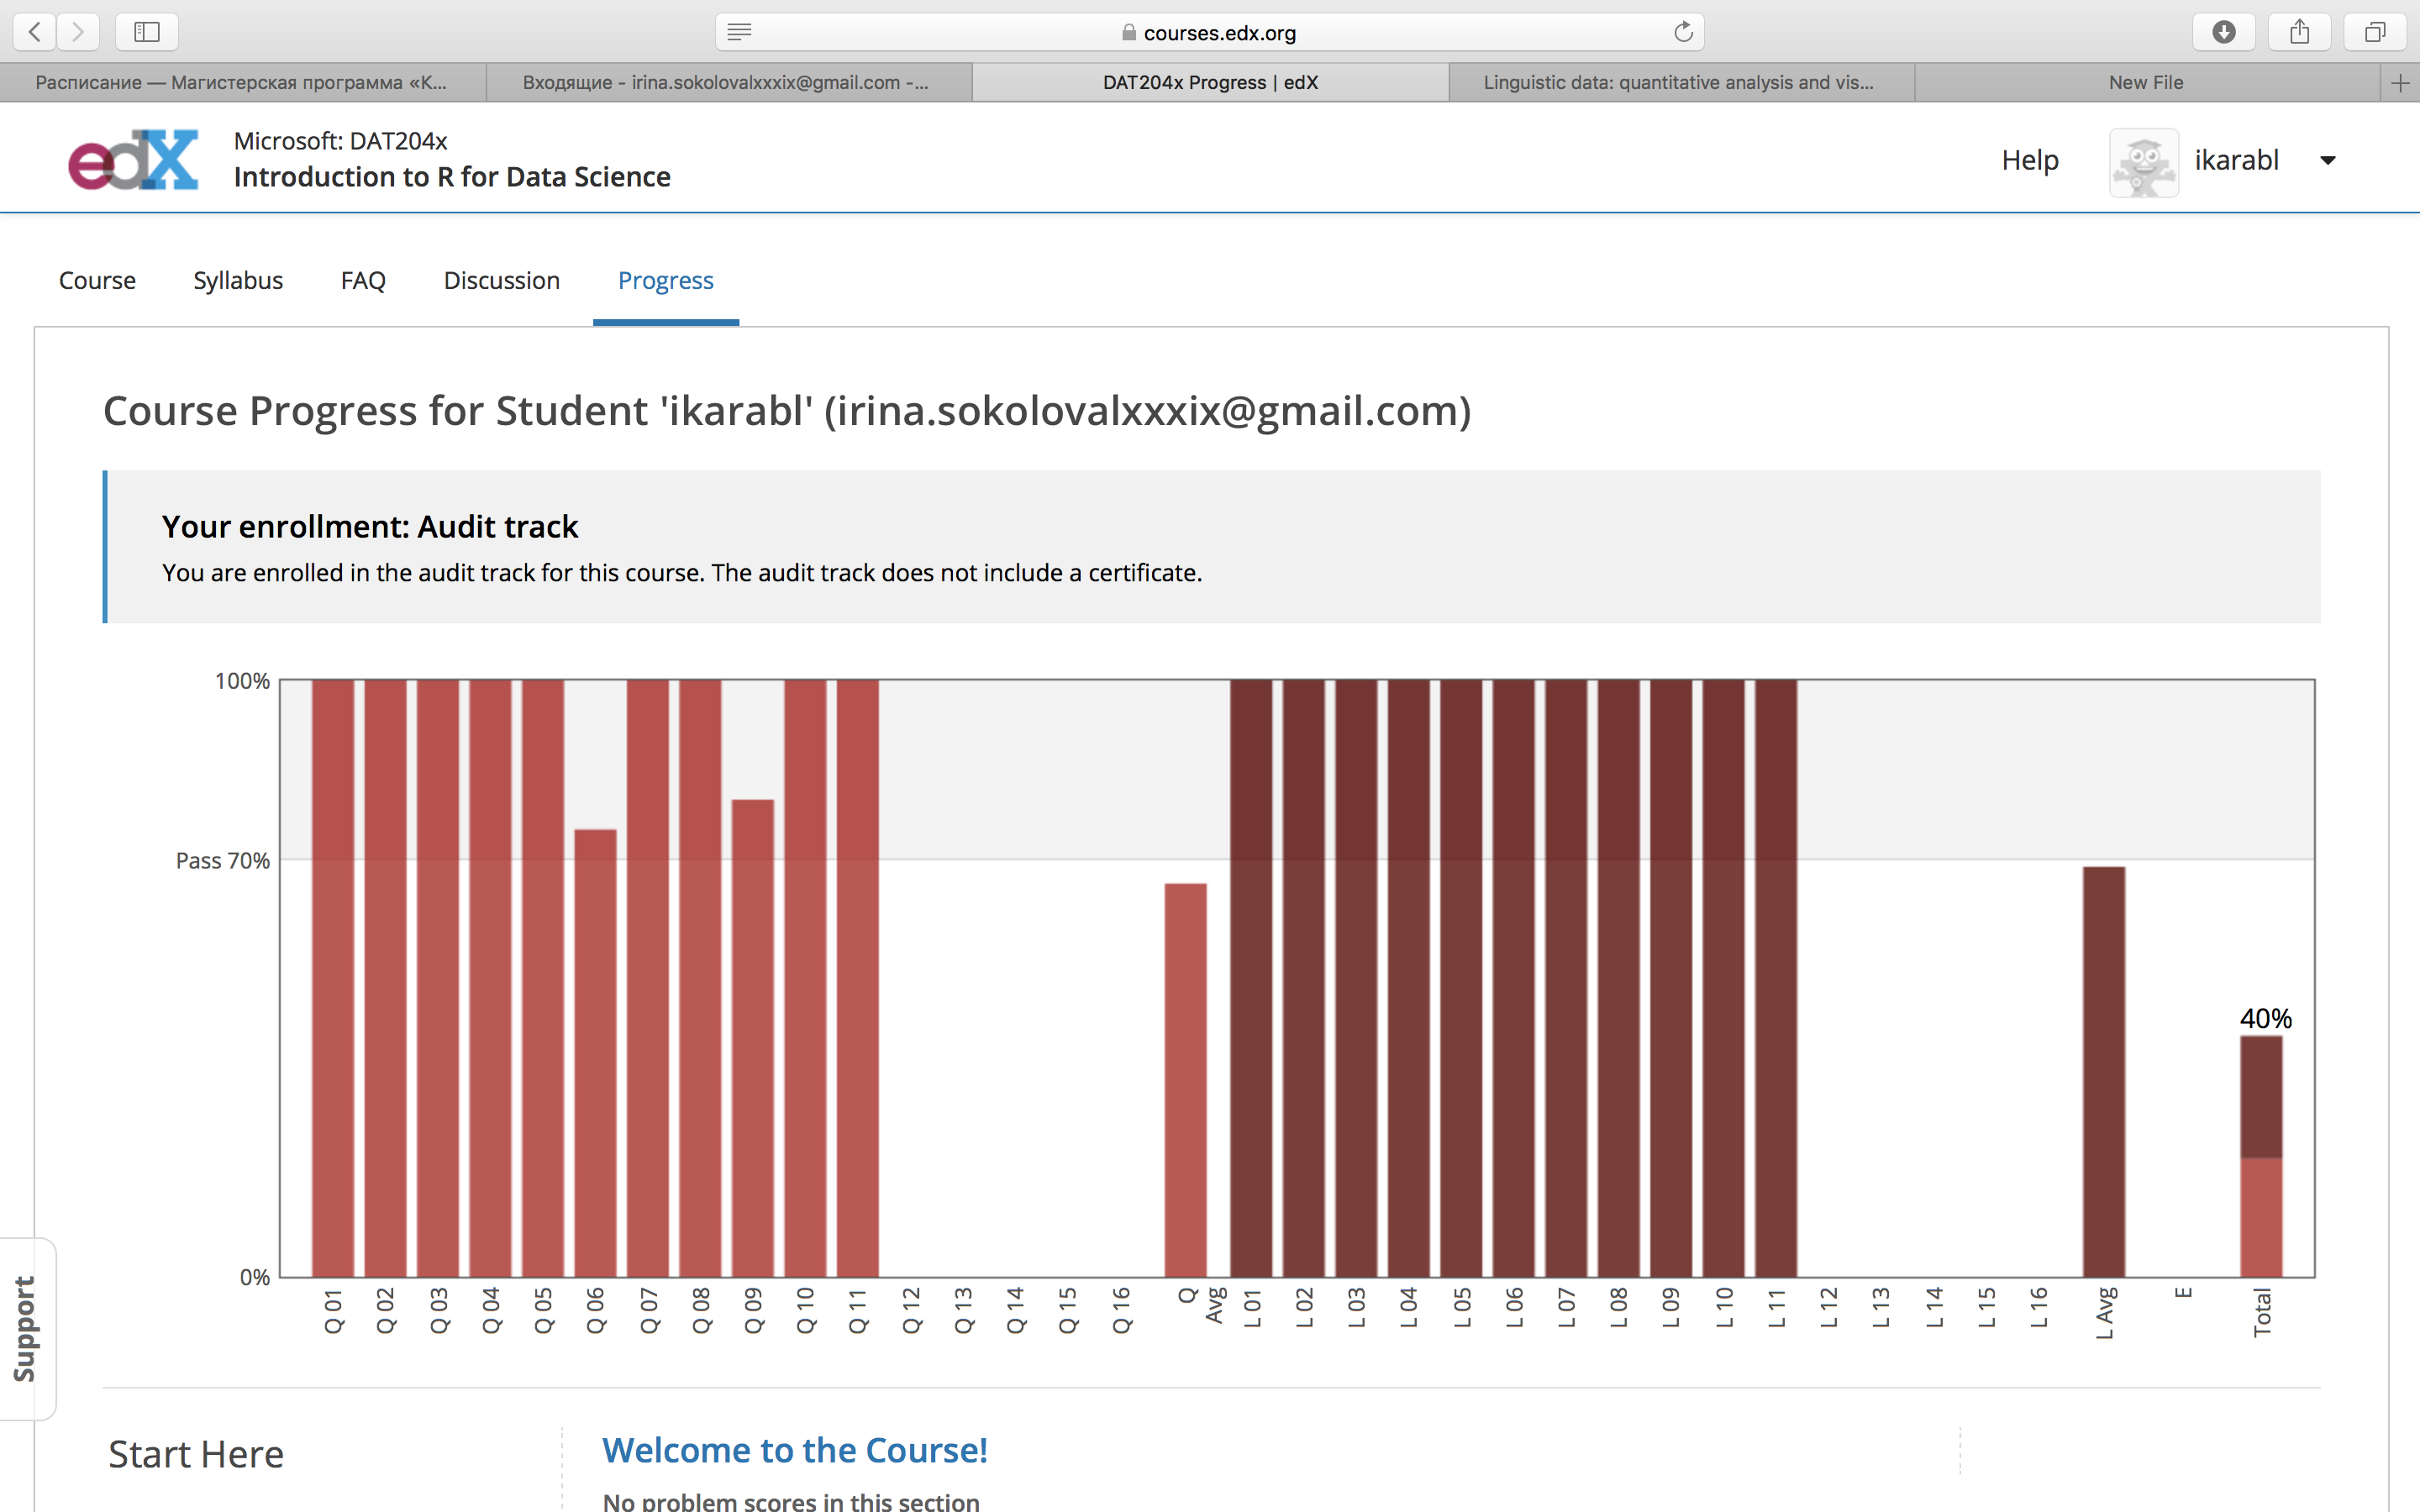 courses.edx.org
Расписание — Магистерская программа «К...
Входящие - irina.sokolovalxxxix@gmail.com -...
DAT204x Progress | edX
Linguistic data: quantitative analysis and vis...
New File
edX
Microsoft: DAT204x
Introduction to R for Data Science
Help
ikarabl
Course
Syllabus
FAQ
Discussion
Progress
Course Progress for Student 'ikarabl' (irina.sokolovalxxxix@gmail.com)
Your enrollment: Audit track
You are enrolled in the audit track for this course. The audit track does not include a certificate.
100%
Pass 70%
0%
40%
Q 01
Q 02
Q 03
Q 04
Q 05
Q 06
Q 07
Q 08
Q 09
Q 10
Q 11
Q 12
Q 13
Q 14
Q 15
Q 16
Q
Avg
L 01
L 02
L 03
L 04
L 05
L 06
L 07
L 08
L 09
L 10
L 11
L 12
L 13
L 14
L 15
L 16
L Avg
E
Total
Support
Start Here
Welcome to the Course!
No problem scores in this section